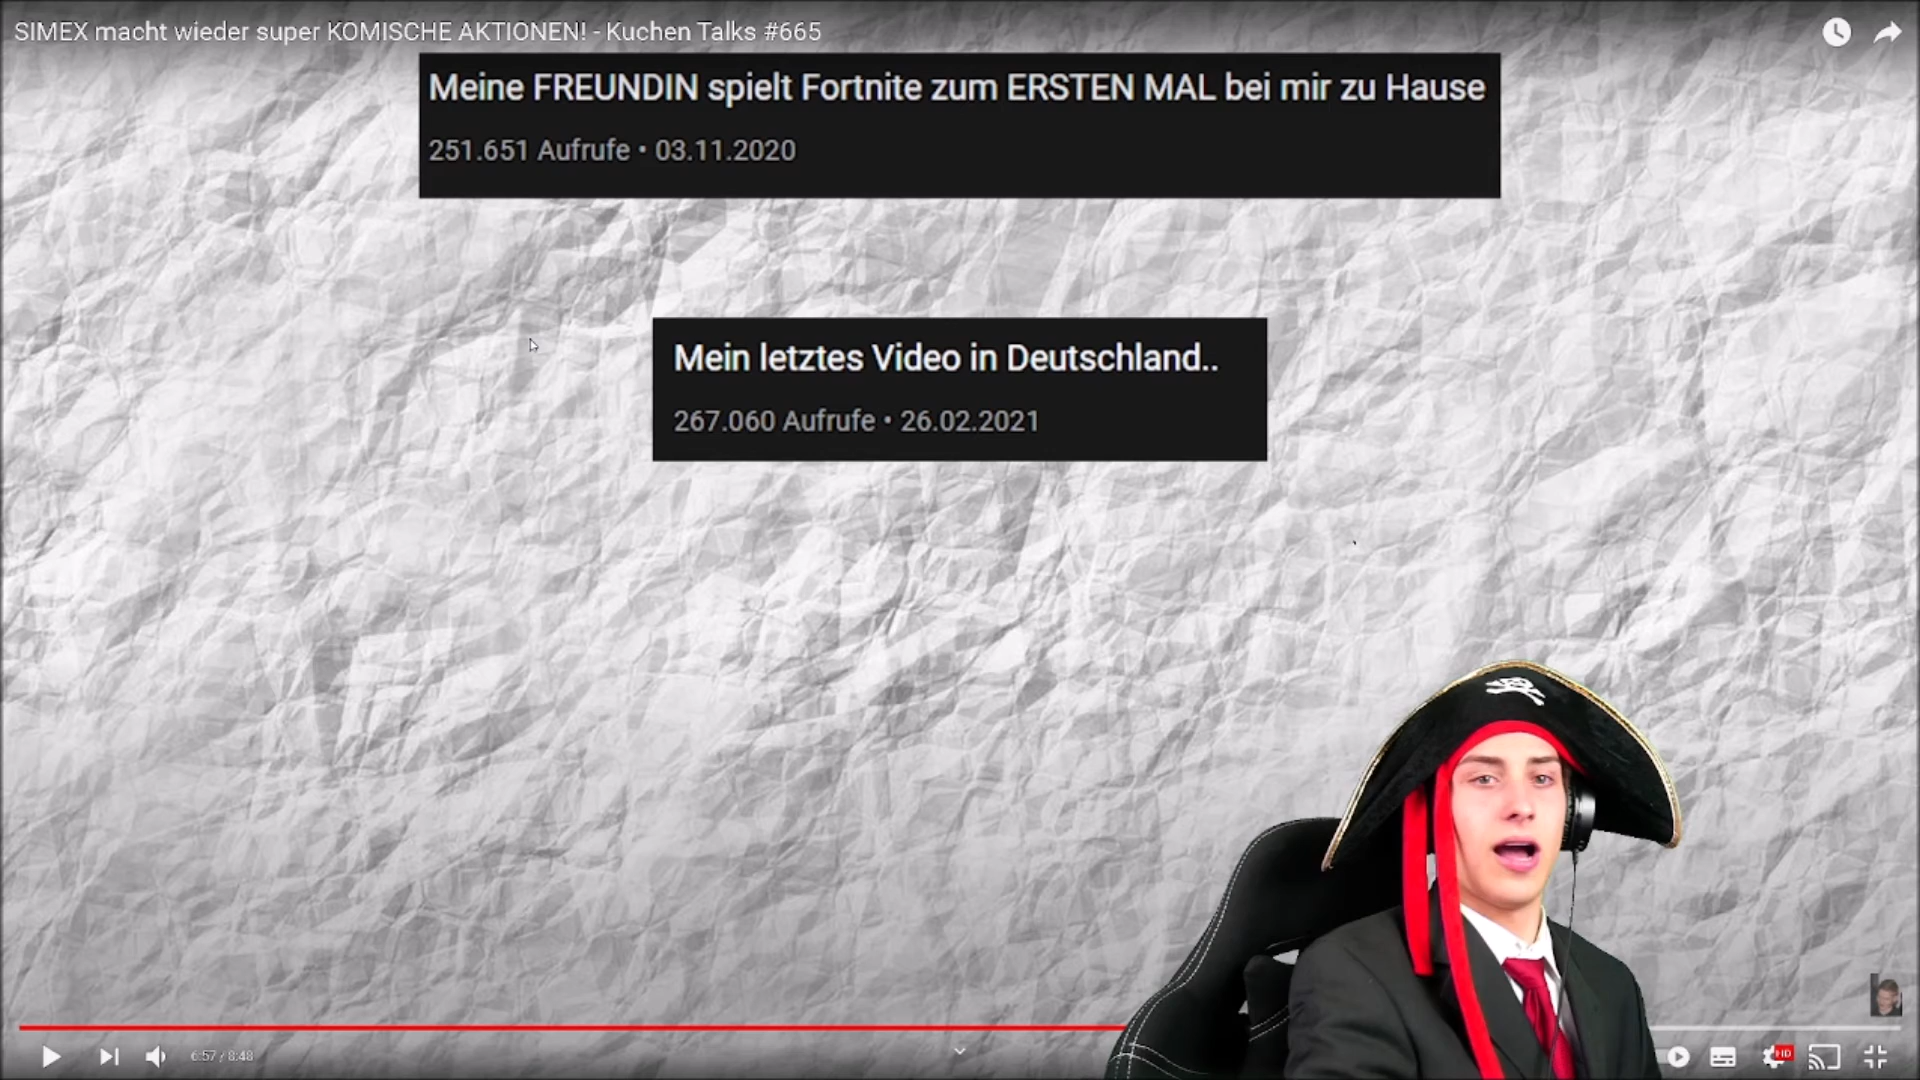 SIMEX macht wieder super KOMISCHE AKTIONEN! - Kuchen Talks #665
Meine FREUNDIN spielt Fortnite zum ERSTEN MAL bei mir zu Hause
251.651 Aufrufe • 03.11.2020
Mein letztes Video in Deutschland..
267.060 Aufrufe • 26.02.2021
6:57 / 8:48
HD